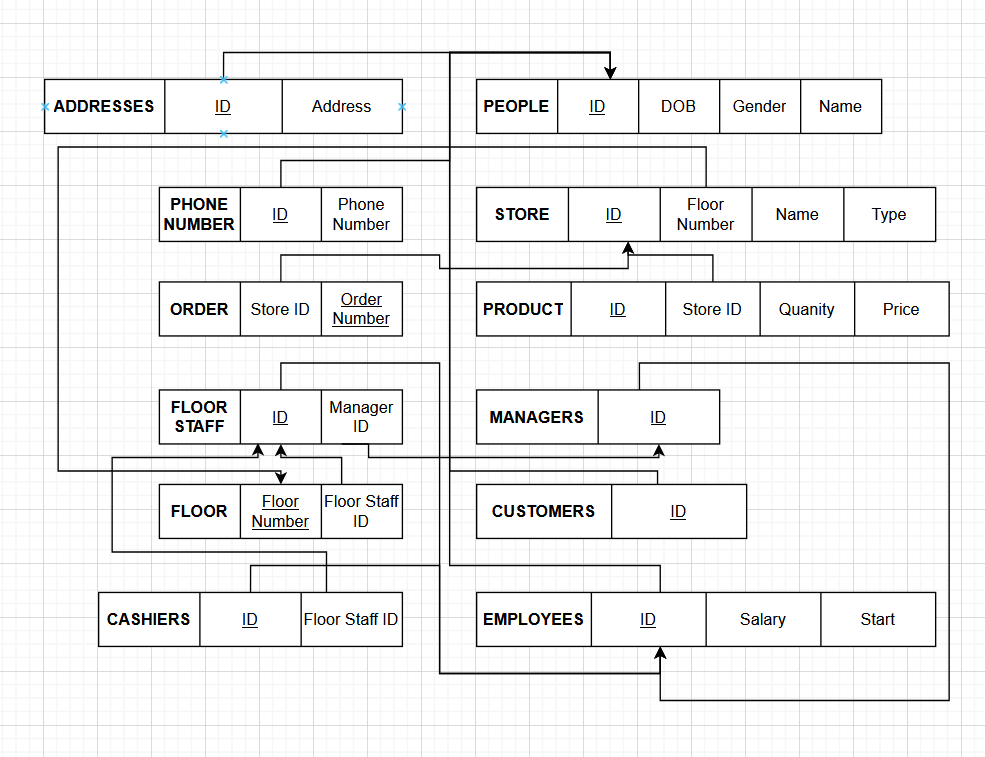 ADDRESSES ID Address
PEOPLE ID DOB Gender Name
PHONE NUMBER ID Phone Number
STORE ID Floor Number Name Type
ORDER Store ID Order Number
PRODUCT ID Store ID Quanity Price
FLOOR STAFF ID Manager ID
MANAGERS ID
FLOOR Floor Number Floor Staff ID
CUSTOMERS ID
CASHIERS ID Floor Staff ID
EMPLOYEES ID Salary Start